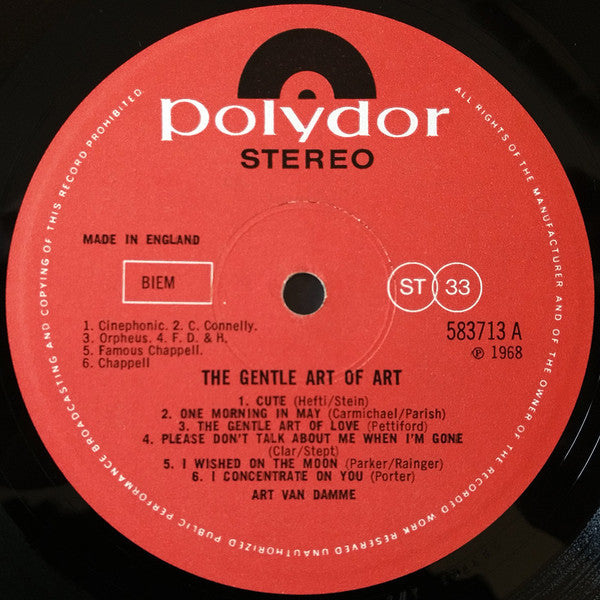 polydor
STEREO
ALL RIGHTS OF THE MANUFACTURER AND OF THE OWNER OF THE RECORDED WORK RESERVED UNAUTHORIZED PUBLIC PERFORMANCE BROADCASTING AND COPYING OF THIS RECORD PROHIBITED
MADE IN ENGLAND
BIEM
ST 33
1. Cinephonic. 2. C. Connelly.
3. Orpheus. 4. F. D. & H.
5. Famous Chappell.
6. Chappell
583713 A
℗ 1968
THE GENTLE ART OF ART
1. CUTE (Hefti/Stein)
2. ONE MORNING IN MAY (Carmichael/Parish)
3. THE GENTLE ART OF LOVE (Pettiford)
4. PLEASE DON'T TALK ABOUT ME WHEN I'M GONE
(Clar/Stept)
5. I WISHED ON THE MOON (Parker/Rainger)
6. I CONCENTRATE ON YOU (Porter)
ART VAN DAMME